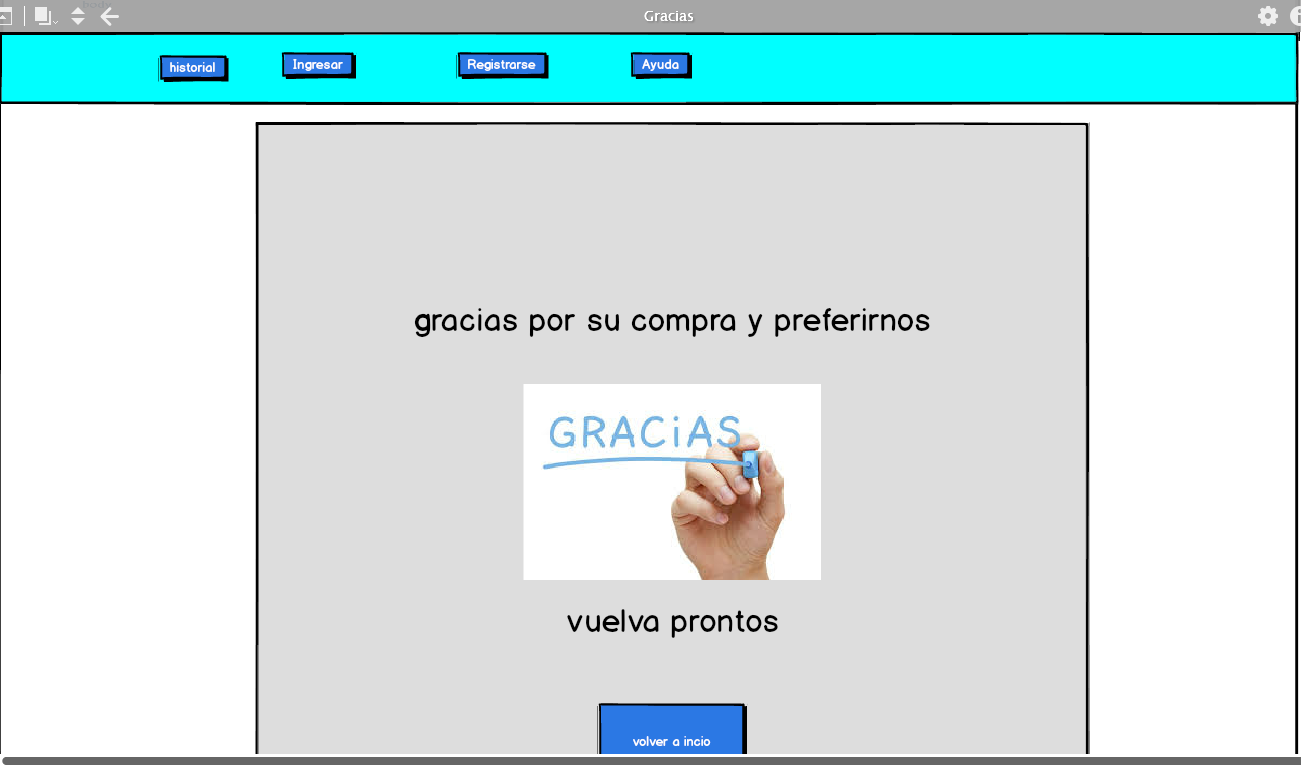 Gracias
historial
Ingresar
Registrarse
Ayuda
gracias por su compra y preferirnos
GRACiAS
vuelva prontos
volver a incio